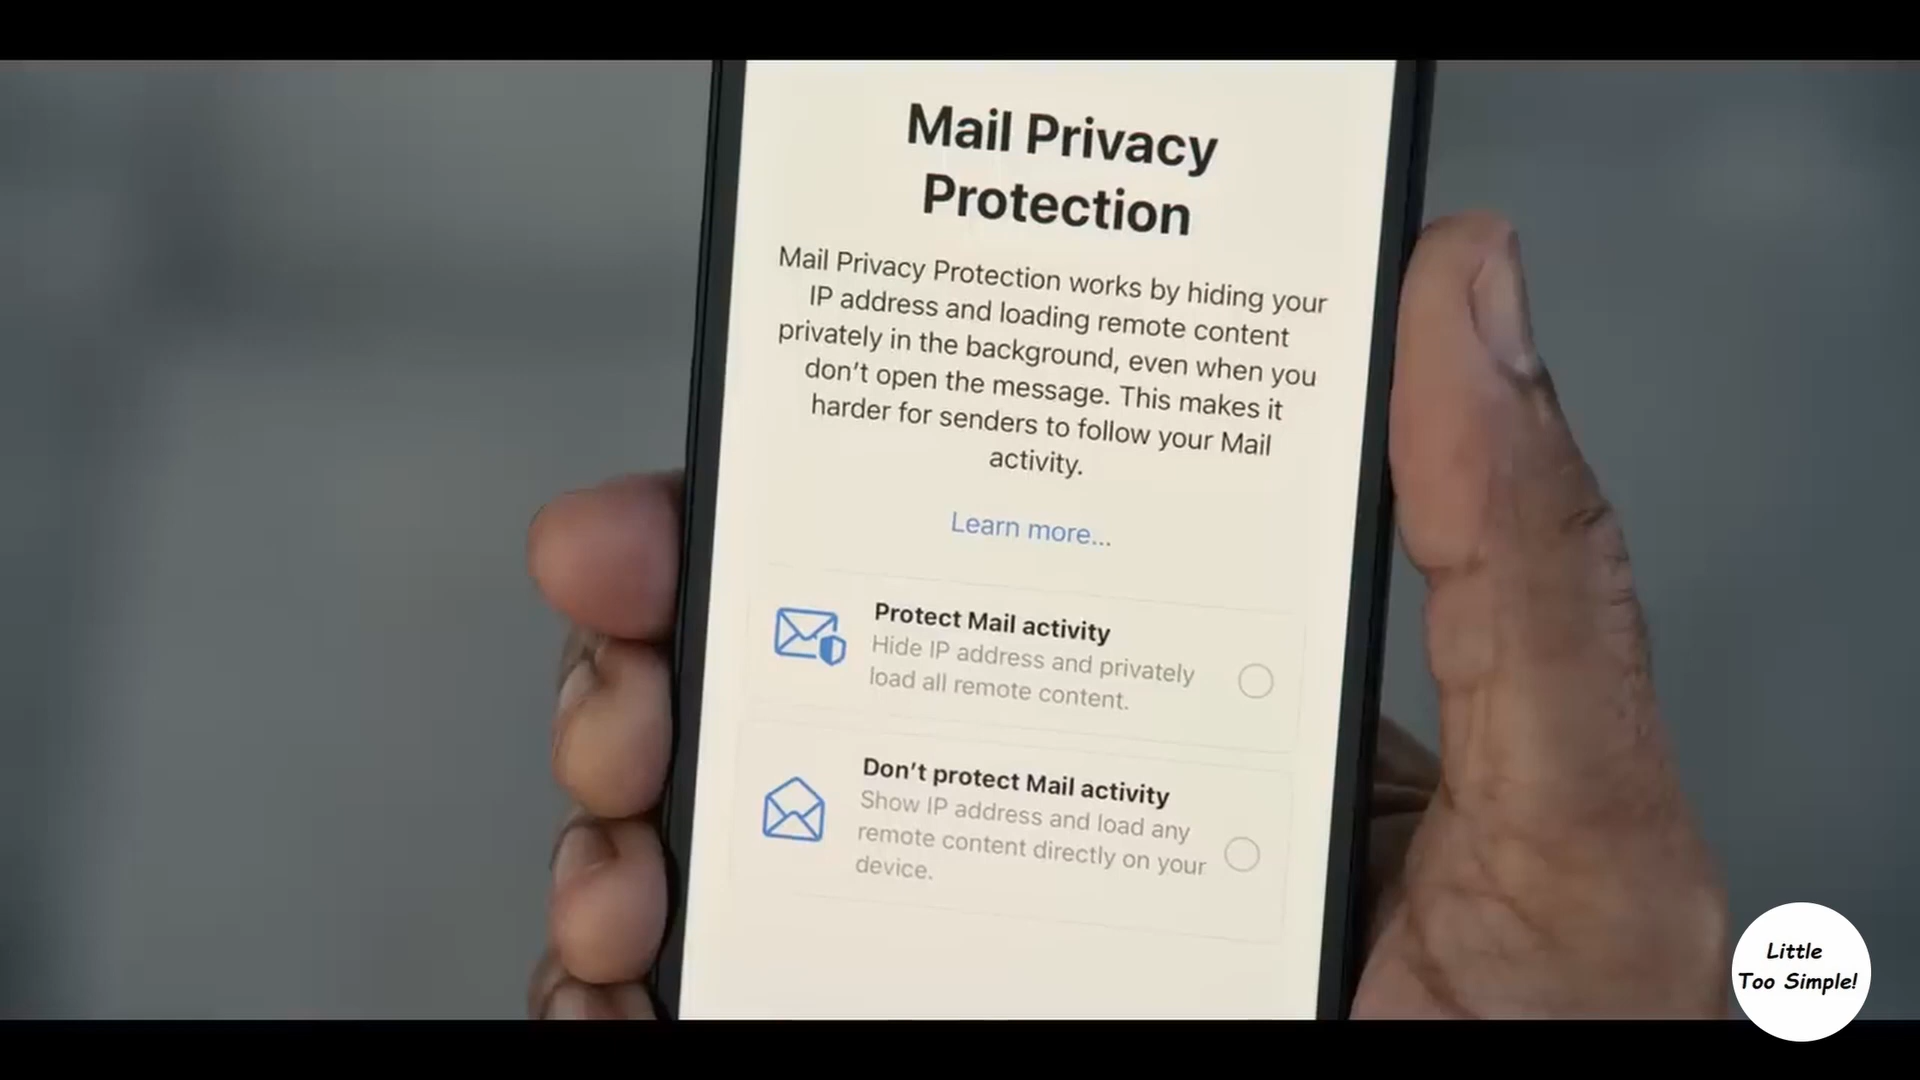 Mail Privacy
Protection
Mail Privacy Protection works by hiding your
IP address and loading remote content
privately in the background, even when you
don’t open the message. This makes it
harder for senders to follow your Mail
activity.
Learn more...
Protect Mail activity
Hide IP address and privately
load all remote content.
Don’t protect Mail activity
Show IP address and load any
remote content directly on your
device.
Little
Too Simple!